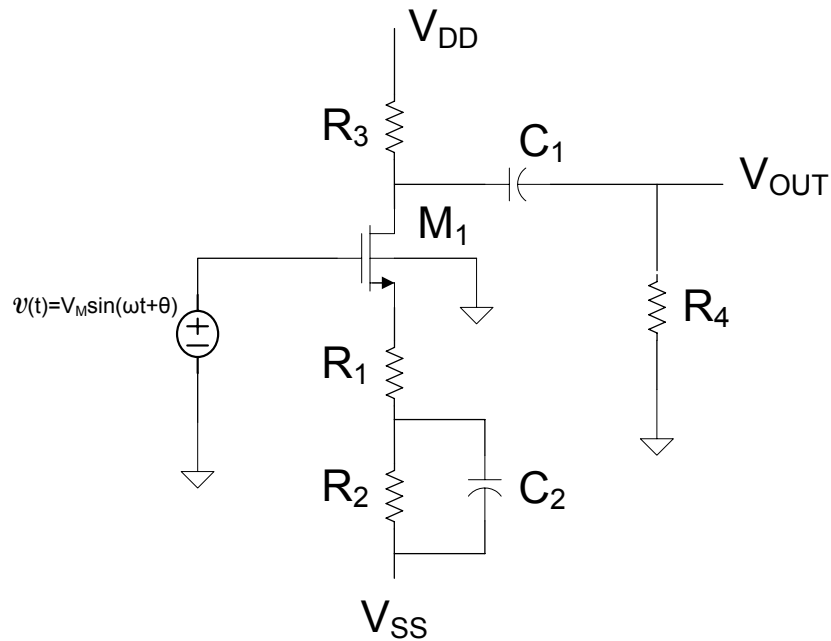 V_DD
R_3
C_1
V_OUT
M_1
𝓋(t)=V_M sin(ωt+θ)
R_4
R_1
R_2
C_2
V_SS